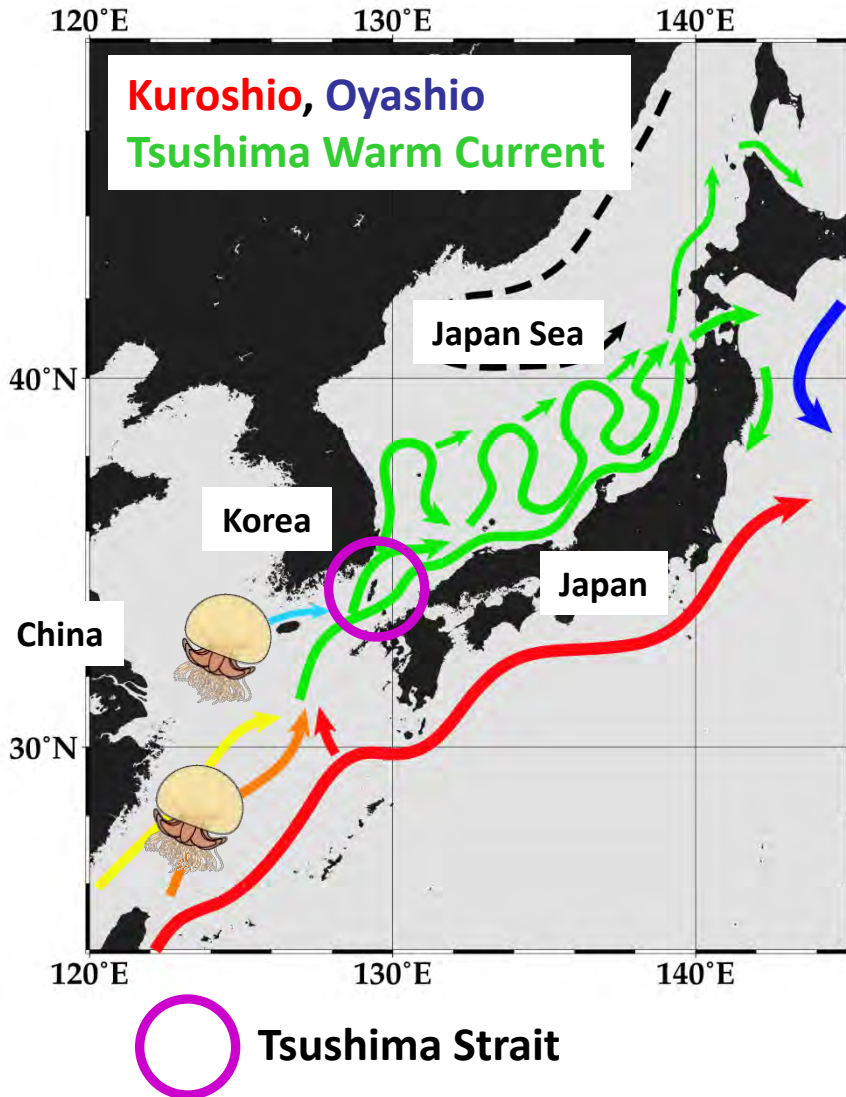 120°E 130°E 140°E
Kuroshio, Oyashio
Tsushima Warm Current
Japan Sea
40°N
Korea
Japan
China
30°N
120°E 130°E 140°E
Tsushima Strait